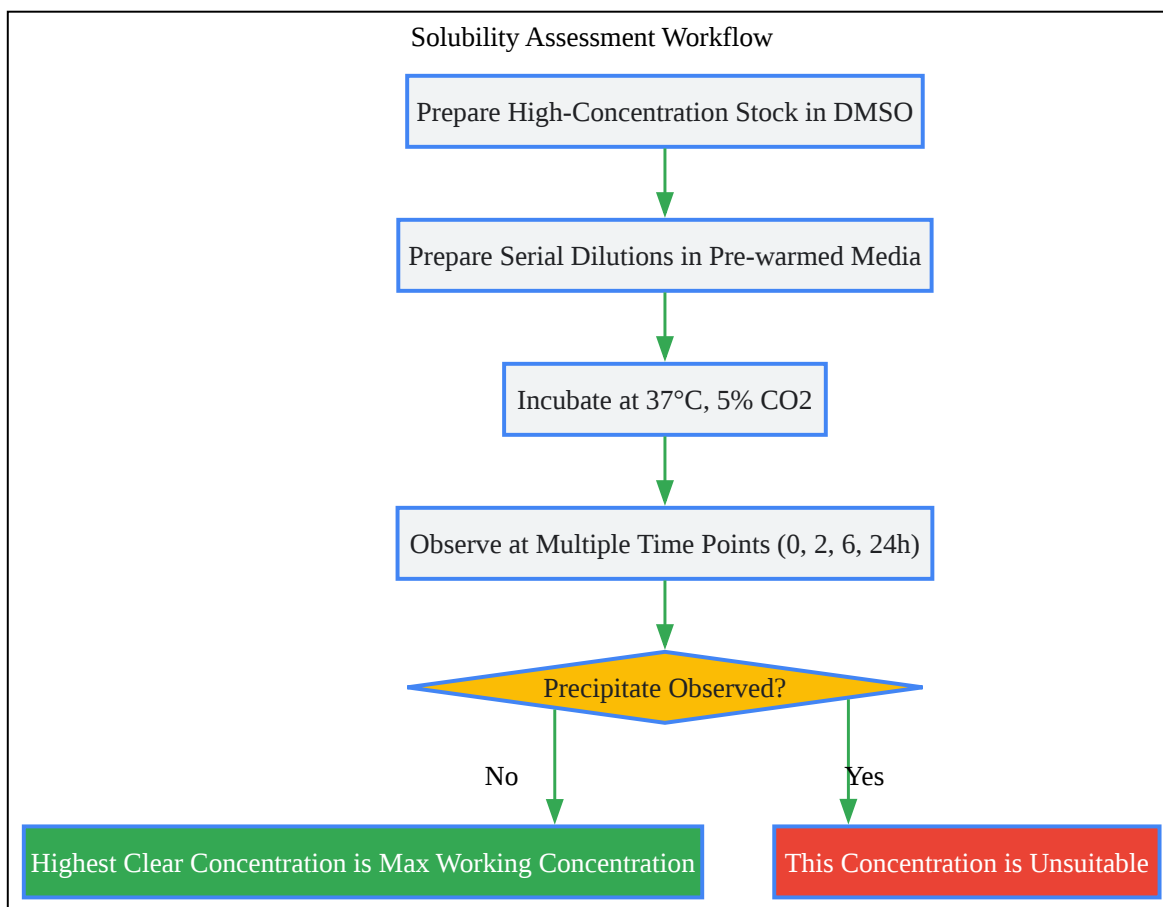 Solubility Assessment Workflow
Prepare High-Concentration Stock in DMSO
Prepare Serial Dilutions in Pre-warmed Media
Incubate at 37°C, 5% CO2
Observe at Multiple Time Points (0, 2, 6, 24h)
Precipitate Observed?
No
Yes
Highest Clear Concentration is Max Working Concentration
This Concentration is Unsuitable